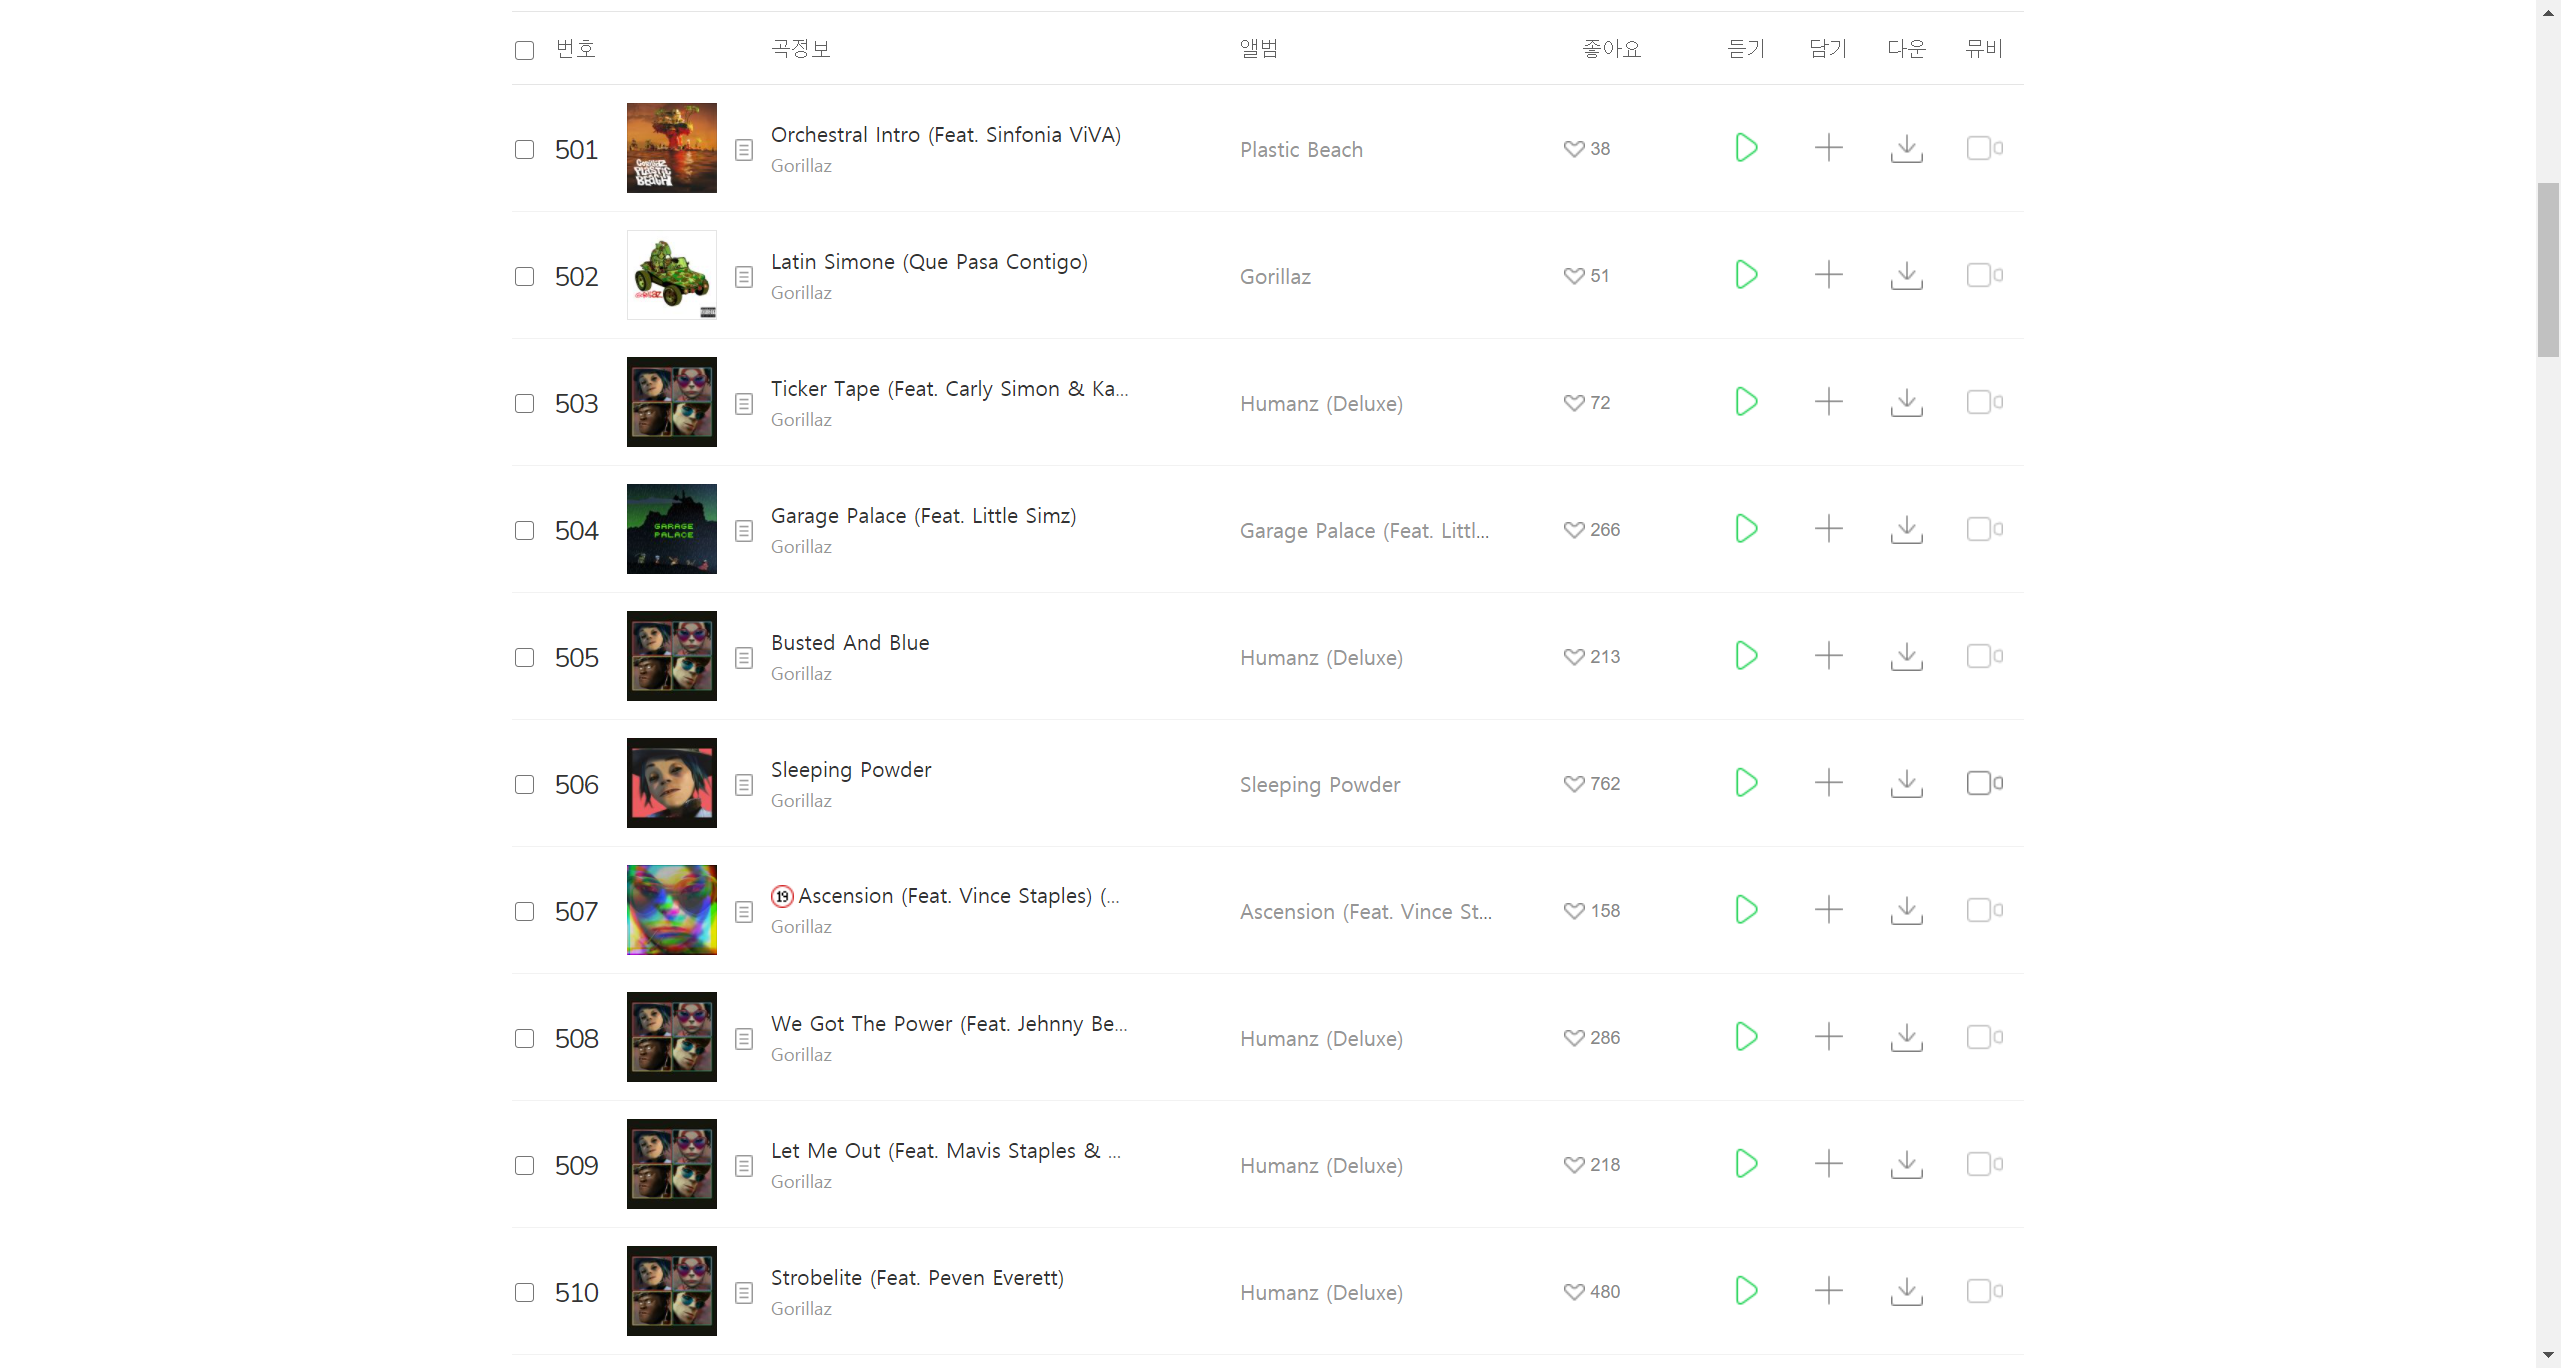 번호 곡정보 앨범 좋아요 듣기 담기 다운 뮤비
501 Orchestral Intro (Feat. Sinfonia ViVA) Plastic Beach 38
Gorillaz
GORILLAZ
PLASTIC
BEACH
502 Latin Simone (Que Pasa Contigo) Gorillaz 51
Gorillaz
503 Ticker Tape (Feat. Carly Simon & Ka... Humanz (Deluxe) 72
Gorillaz
504 Garage Palace (Feat. Little Simz) Garage Palace (Feat. Littl... 266
Gorillaz
GARAGE
PALACE
505 Busted And Blue Humanz (Deluxe) 213
Gorillaz
506 Sleeping Powder Sleeping Powder 762
Gorillaz
507 19 Ascension (Feat. Vince Staples) (... Ascension (Feat. Vince St... 158
Gorillaz
508 We Got The Power (Feat. Jehnny Be... Humanz (Deluxe) 286
Gorillaz
509 Let Me Out (Feat. Mavis Staples & ... Humanz (Deluxe) 218
Gorillaz
510 Strobelite (Feat. Peven Everett) Humanz (Deluxe) 480
Gorillaz